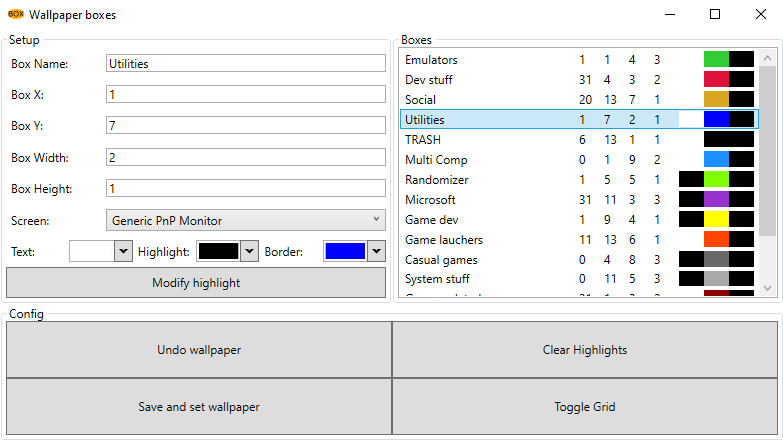 BOX Wallpaper boxes
Setup
Box Name: Utilities
Box X: 1
Box Y: 7
Box Width: 2
Box Height: 1
Screen: Generic PnP Monitor
Text: Highlight: Border:
Modify highlight
Boxes
Emulators 1 1 4 3
Dev stuff 31 4 3 2
Social 20 13 7 1
Utilities 1 7 2 1
TRASH 6 13 1 1
Multi Comp 0 1 9 2
Randomizer 1 5 5 1
Microsoft 31 11 3 3
Game dev 1 9 4 1
Game lauchers 11 13 6 1
Casual games 0 4 8 3
System stuff 0 11 5 3
Config
Undo wallpaper
Clear Highlights
Save and set wallpaper
Toggle Grid